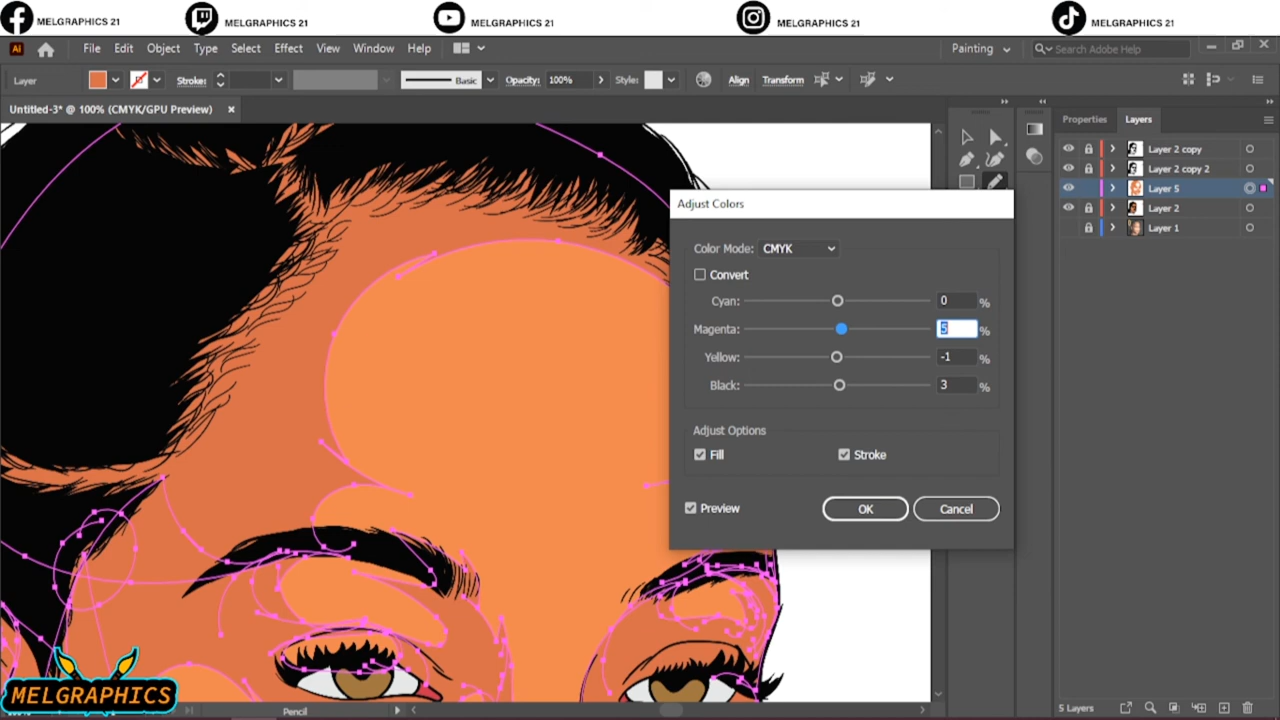 MELGRAPHICS 21 MELGRAPHICS 21 MELGRAPHICS 21 MELGRAPHICS 21 MELGRAPHICS 21
Ai File Edit Object Type Select Effect View Window Help Painting Search Adobe Help
Layer Stroke: Basic Opacity: 100% Style: Align Transform
Untitled-3* @ 100% (CMYK/GPU Preview)
Properties Layers
Layer 2 copy
Layer 2 copy 2
Layer 5
Layer 2
Layer 1
Adjust Colors
Color Mode: CMYK
Convert
Cyan: 0 %
Magenta: 5 %
Yellow: -1 %
Black: 3 %
Adjust Options
Fill Stroke
Preview OK Cancel
MELGRAPHICS
Pencil
5 Layers